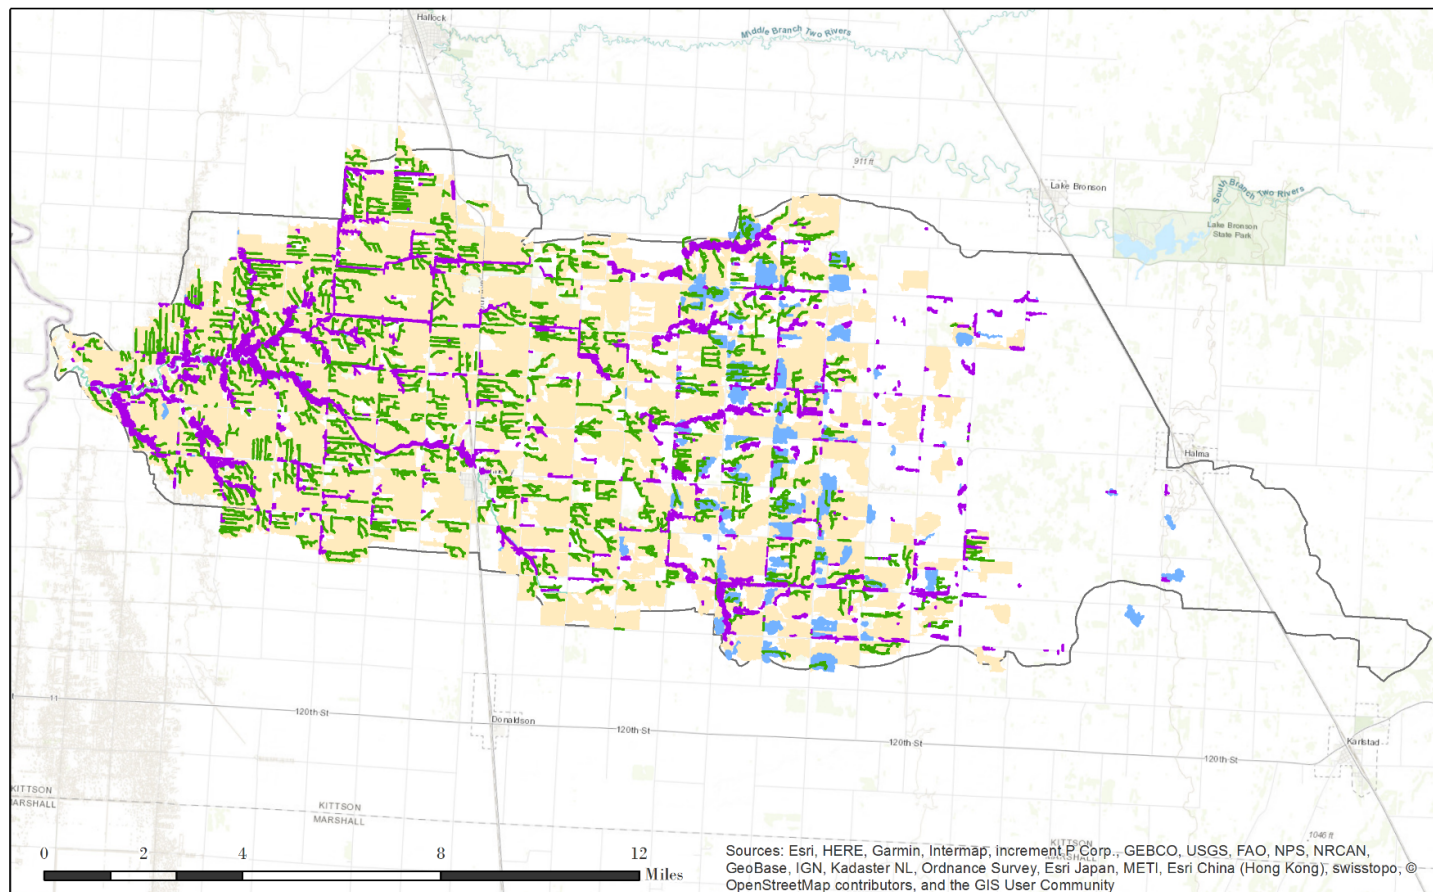 Hallock
Middle Branch Two Rivers
911 ft
Lake Bronson
South Branch Two Rivers
Lake Bronson
State Park
Halma
11
120th St
Donaldson
120th St
120th St
120th St
Karlstad
KITTSON
MARSHALL
KITTSON
MARSHALL
KITTSON
MARSHALL
1046 ft
0 2 4 8 12
Miles
Sources: Esri, HERE, Garmin, Intermap, increment P Corp., GEBCO, USGS, FAO, NPS, NRCAN,
GeoBase, IGN, Kadaster NL, Ordnance Survey, Esri Japan, METI, Esri China (Hong Kong), swisstopo, ©
OpenStreetMap contributors, and the GIS User Community